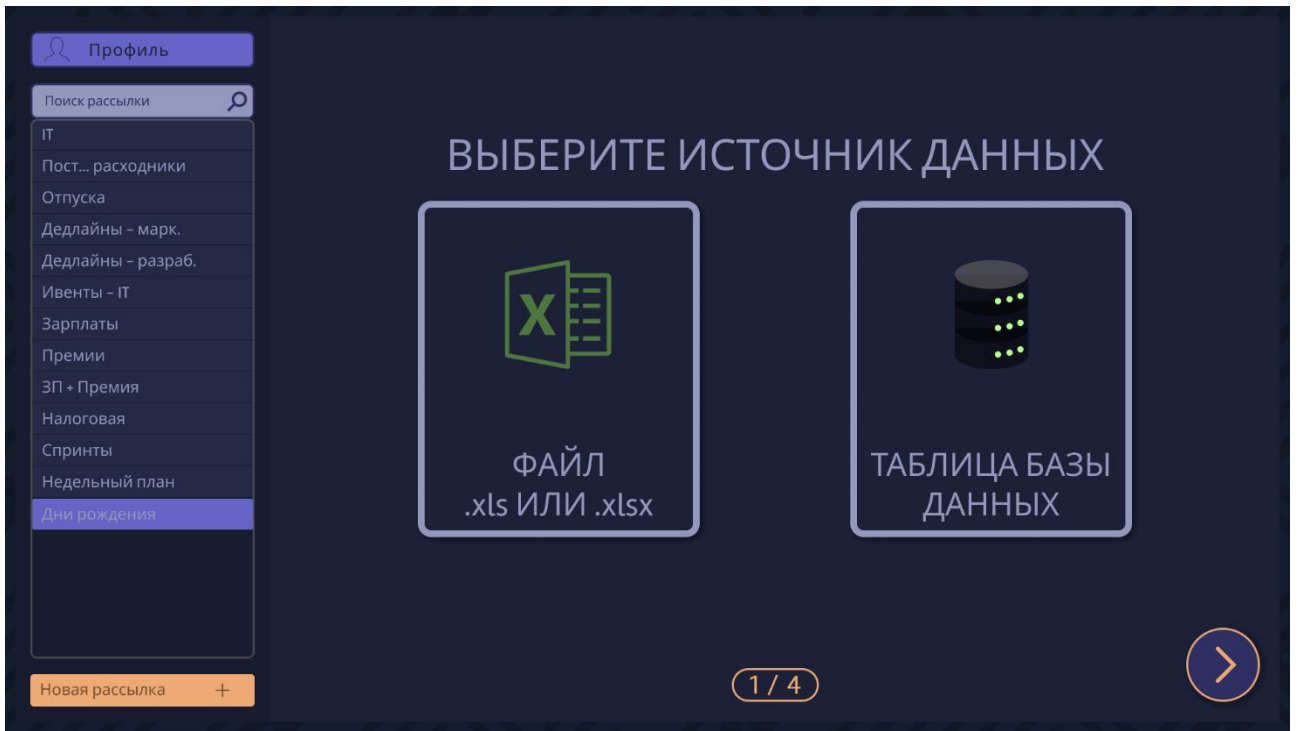 Профиль
Поиск рассылки
IT
Пост... расходники
Отпуска
Дедлайны – марк.
Дедлайны – разраб.
Ивенты – IT
Зарплаты
Премии
ЗП + Премия
Налоговая
Спринты
Недельный план
Дни рождения
Новая рассылка +
ВЫБЕРИТЕ ИСТОЧНИК ДАННЫХ
X
ФАЙЛ
.xls ИЛИ .xlsx
ТАБЛИЦА БАЗЫ
ДАННЫХ
1 / 4